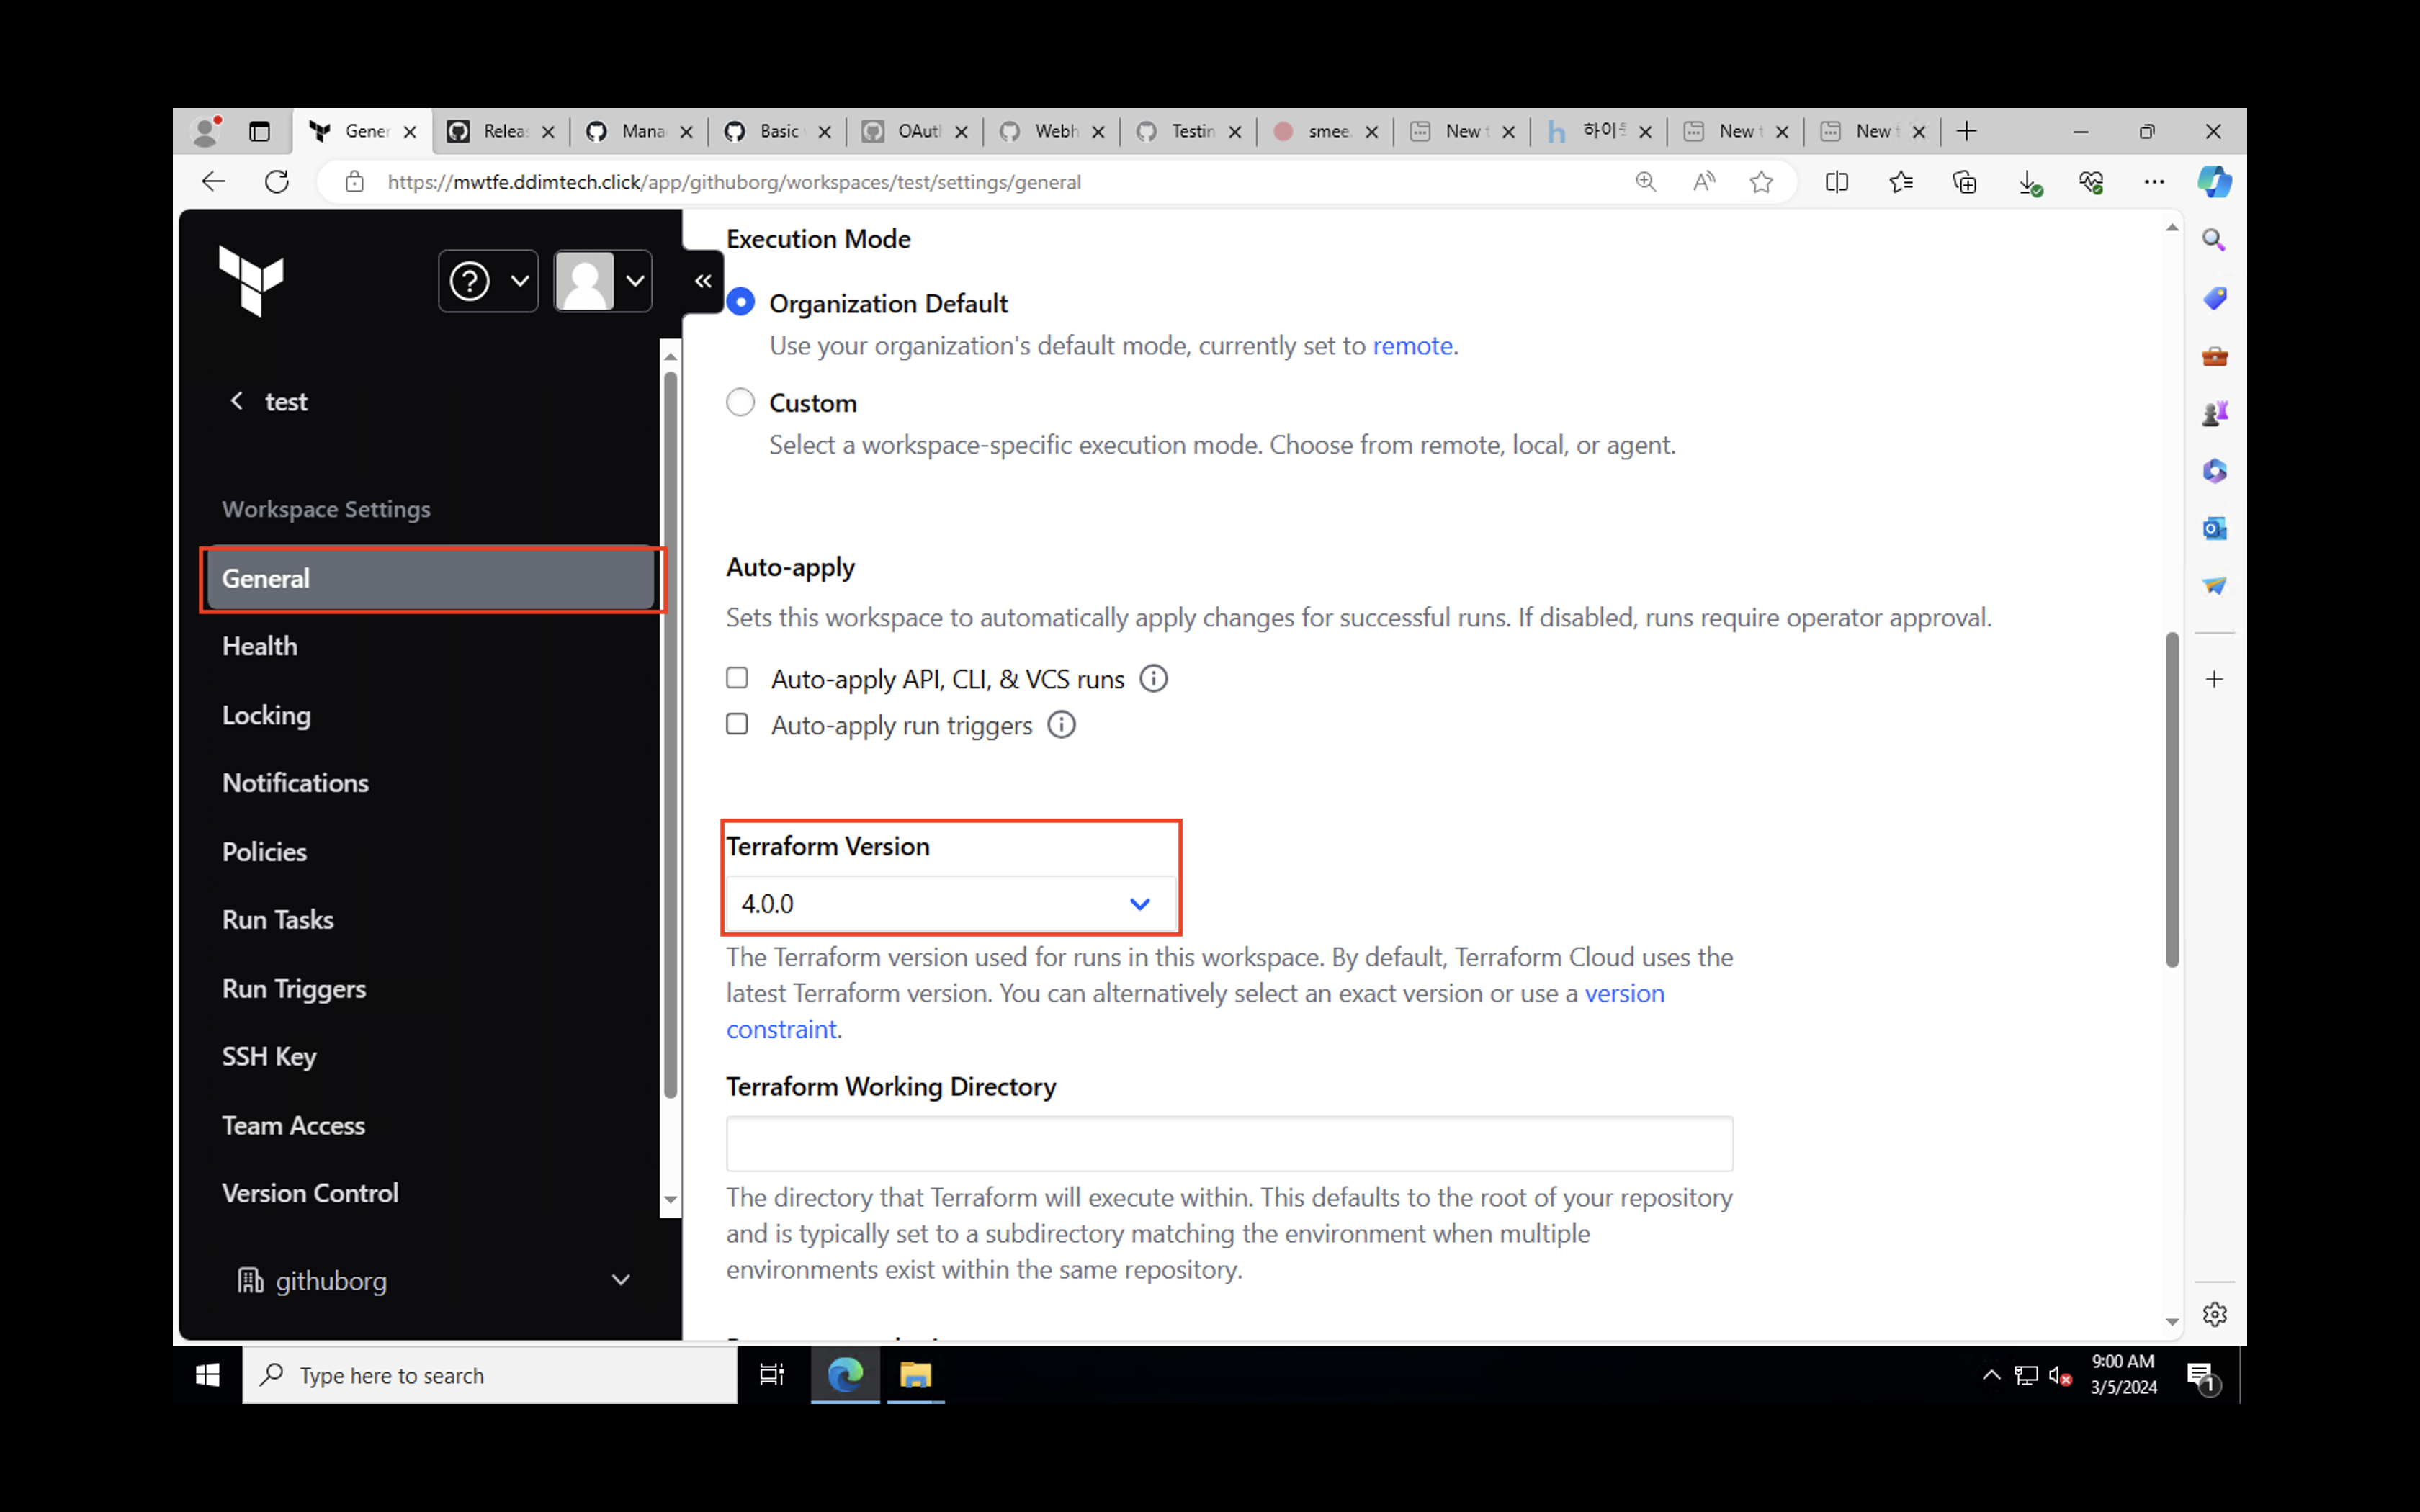 Gener
Relea
Mana
Basic
OAuth
Webh
Testin
smee.
New t
하이
New t
New t
https://mwtfe.ddimtech.click/app/githuborg/workspaces/test/settings/general
test
Workspace Settings
General
Health
Locking
Notifications
Policies
Run Tasks
Run Triggers
SSH Key
Team Access
Version Control
githuborg
Execution Mode
Organization Default
Use your organization's default mode, currently set to remote.
Custom
Select a workspace-specific execution mode. Choose from remote, local, or agent.
Auto-apply
Sets this workspace to automatically apply changes for successful runs. If disabled, runs require operator approval.
Auto-apply API, CLI, & VCS runs
Auto-apply run triggers
Terraform Version
4.0.0
The Terraform version used for runs in this workspace. By default, Terraform Cloud uses the
latest Terraform version. You can alternatively select an exact version or use a version
constraint.
Terraform Working Directory
The directory that Terraform will execute within. This defaults to the root of your repository
and is typically set to a subdirectory matching the environment when multiple
environments exist within the same repository.
Type here to search
9:00 AM
3/5/2024
1